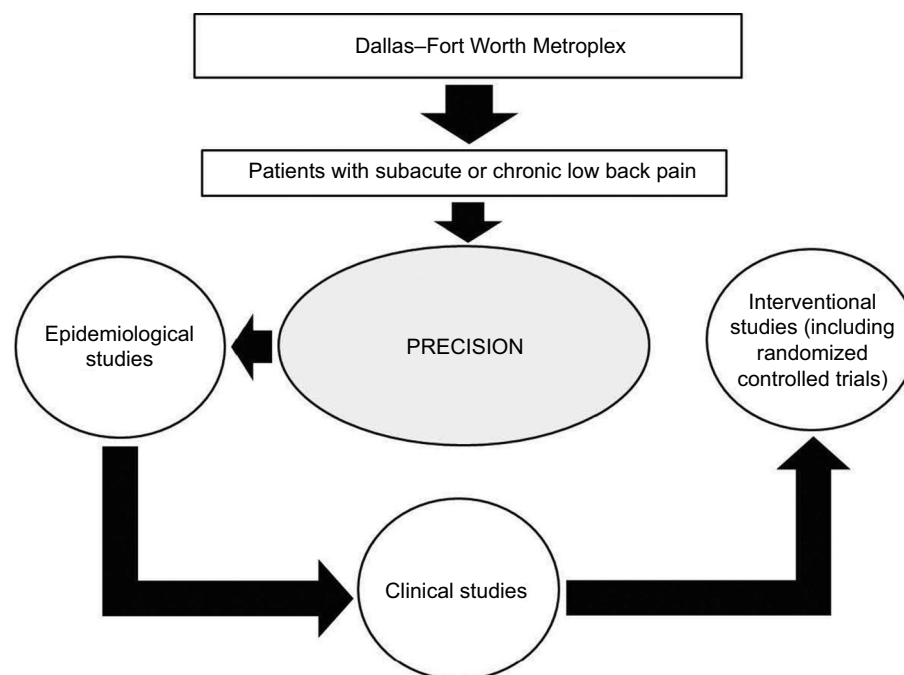 Dallas–Fort Worth Metroplex
Patients with subacute or chronic low back pain
Epidemiological
studies
PRECISION
Interventional
studies (including
randomized
controlled trials)
Clinical studies